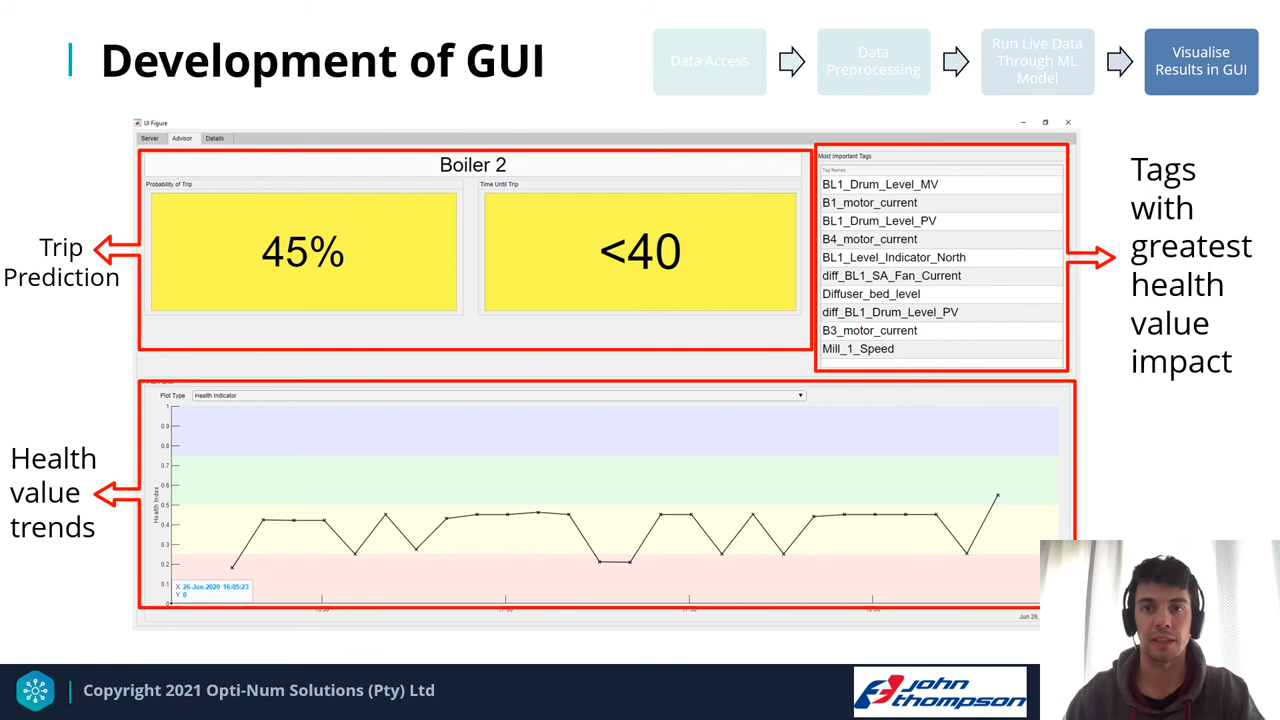 Development of GUI
Data Access
Data
Preprocessing
Run Live Data
Through ML
Model
Visualise
Results in GUI
UI Figure
Server
Advisor
Details
Boiler 2
Probability of Trip
Time Until Trip
45%
<40
Most Important Tags
Tag Names
BL1_Drum_Level_MV
B1_motor_current
BL1_Drum_Level_PV
B4_motor_current
BL1_Level_Indicator_North
diff_BL1_SA_Fan_Current
Diffuser_bed_level
diff_BL1_Drum_Level_PV
B3_motor_current
Mill_1_Speed
Trip
Prediction
Tags
with
greatest
health
value
impact
Plot Type
Health Indicator
Health
value
trends
1
0.9
0.8
0.7
0.6
0.5
0.4
0.3
0.2
0.1
0
Health Index
X 26-Jun-2020 16:05:23
Y 0
Jun 26,
Copyright 2021 Opti-Num Solutions (Pty) Ltd
john
thompson